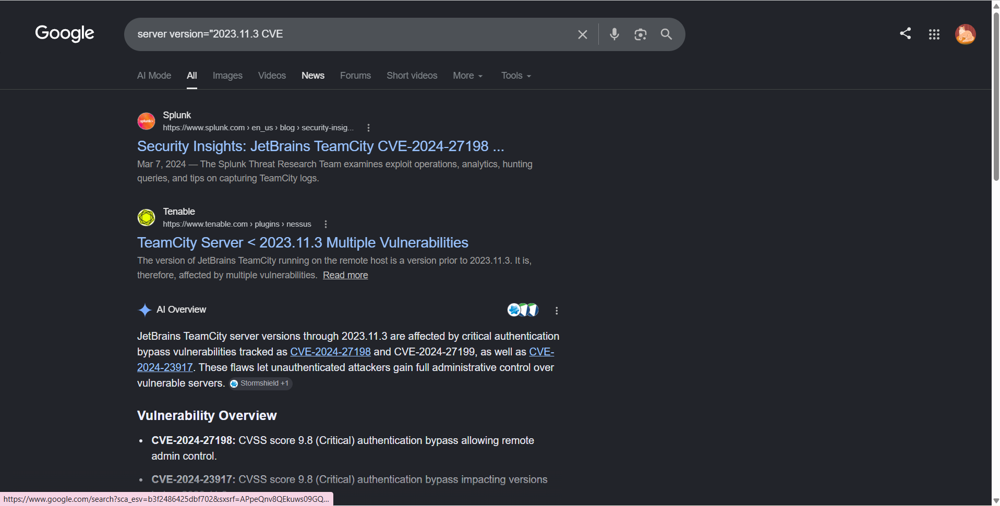 Google
server version="2023.11.3 CVE
AI Mode
All
Images
Videos
News
Forums
Short videos
More
Tools
Splunk
https://www.splunk.com › en_us › blog › security-insig...
Security Insights: JetBrains TeamCity CVE-2024-27198 ...
Mar 7, 2024 — The Splunk Threat Research Team examines exploit operations, analytics, hunting
queries, and tips on capturing TeamCity logs.
Tenable
https://www.tenable.com › plugins › nessus
TeamCity Server < 2023.11.3 Multiple Vulnerabilities
The version of JetBrains TeamCity running on the remote host is a version prior to 2023.11.3. It is,
therefore, affected by multiple vulnerabilities. Read more
AI Overview
JetBrains TeamCity server versions through 2023.11.3 are affected by critical authentication
bypass vulnerabilities tracked as CVE-2024-27198 and CVE-2024-27199, as well as CVE-
2024-23917. These flaws let unauthenticated attackers gain full administrative control over
vulnerable servers. Stormshield +1
Vulnerability Overview
• CVE-2024-27198: CVSS score 9.8 (Critical) authentication bypass allowing remote
admin control.
• CVE-2024-23917: CVSS score 9.8 (Critical) authentication bypass impacting versions
https://www.google.com/search?sca_esv=b3f2486425dbf702&sxsrf=APpeQnv8QEkuws09GQ...